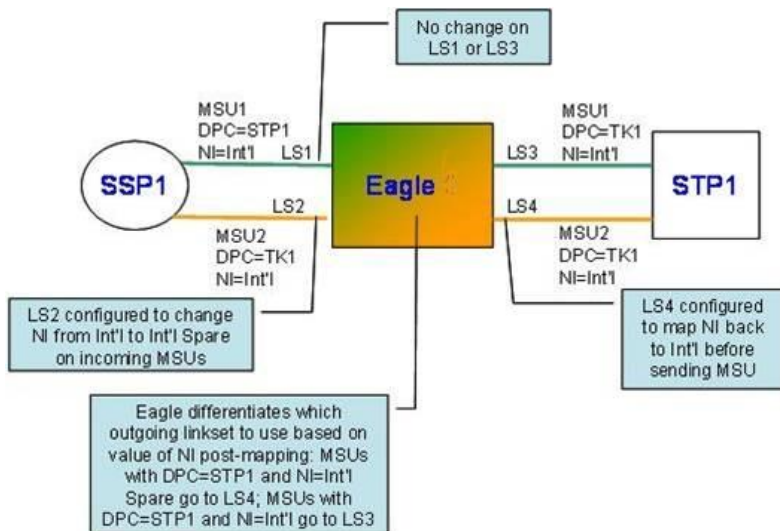 No change on
LS1 or LS3
MSU1
DPC=STP1
NI=Int'l
LS1
MSU1
DPC=TK1
NI=Int'l
LS3
SSP1
Eagle
STP1
LS2
LS4
MSU2
DPC=TK1
NI=Int'l
MSU2
DPC=TK1
NI=Int'l
LS2 configured to change
NI from Int'l to Int'l Spare
on incoming MSUs
LS4 configured
to map NI back
to Int'l before
sending MSU
Eagle differentiates which
outgoing linkset to use based on
value of NI post-mapping: MSUs
with DPC=STP1 and NI=Int'l
Spare go to LS4; MSUs with
DPC=STP1 and NI=Int'l go to LS3